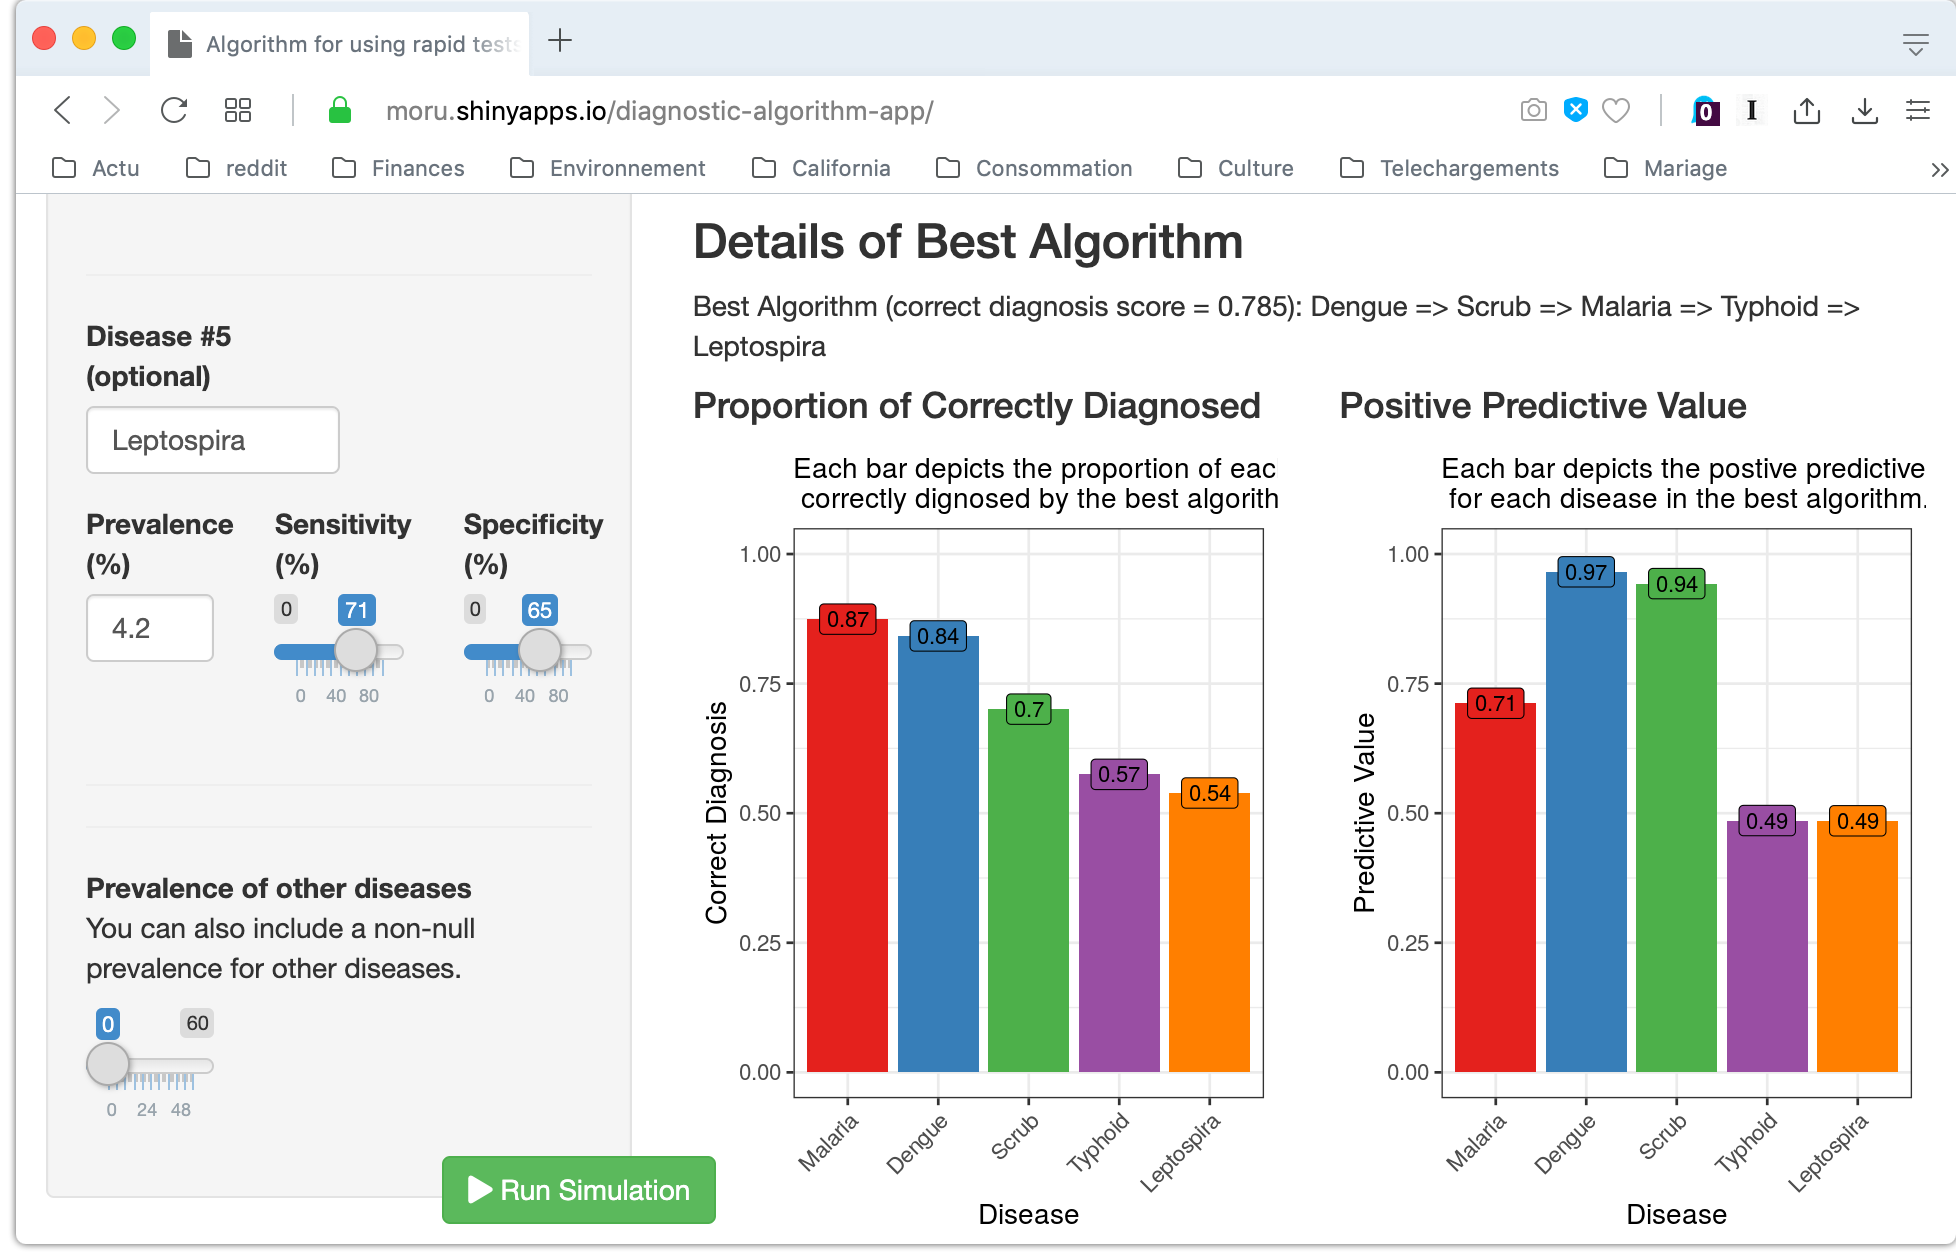 Algorithm for using rapid tests
moru.shinyapps.io/diagnostic-algorithm-app/
0
I
Actu
reddit
Finances
Environnement
California
Consommation
Culture
Telechargements
Mariage
Disease #5
(optional)
Leptospira
Prevalence
(%)
Sensitivity
(%)
Specificity
(%)
4.2
0 71
0 40 80
0 65
0 40 80
Prevalence of other diseases
You can also include a non-null
prevalence for other diseases.
0 60
0 24 48
Run Simulation
Details of Best Algorithm
Best Algorithm (correct diagnosis score = 0.785): Dengue => Scrub => Malaria => Typhoid =>
Leptospira
Proportion of Correctly Diagnosed
Each bar depicts the proportion of eac
correctly dignosed by the best algorith
Correct Diagnosis
1.00
0.75
0.50
0.25
0.00
0.87
0.84
0.7
0.57
0.54
Malaria
Dengue
Scrub
Typhoid
Leptospira
Disease
Positive Predictive Value
Each bar depicts the postive predictive
for each disease in the best algorithm.
Predictive Value
1.00
0.75
0.50
0.25
0.00
0.71
0.97
0.94
0.49
0.49
Malaria
Dengue
Scrub
Typhoid
Leptospira
Disease